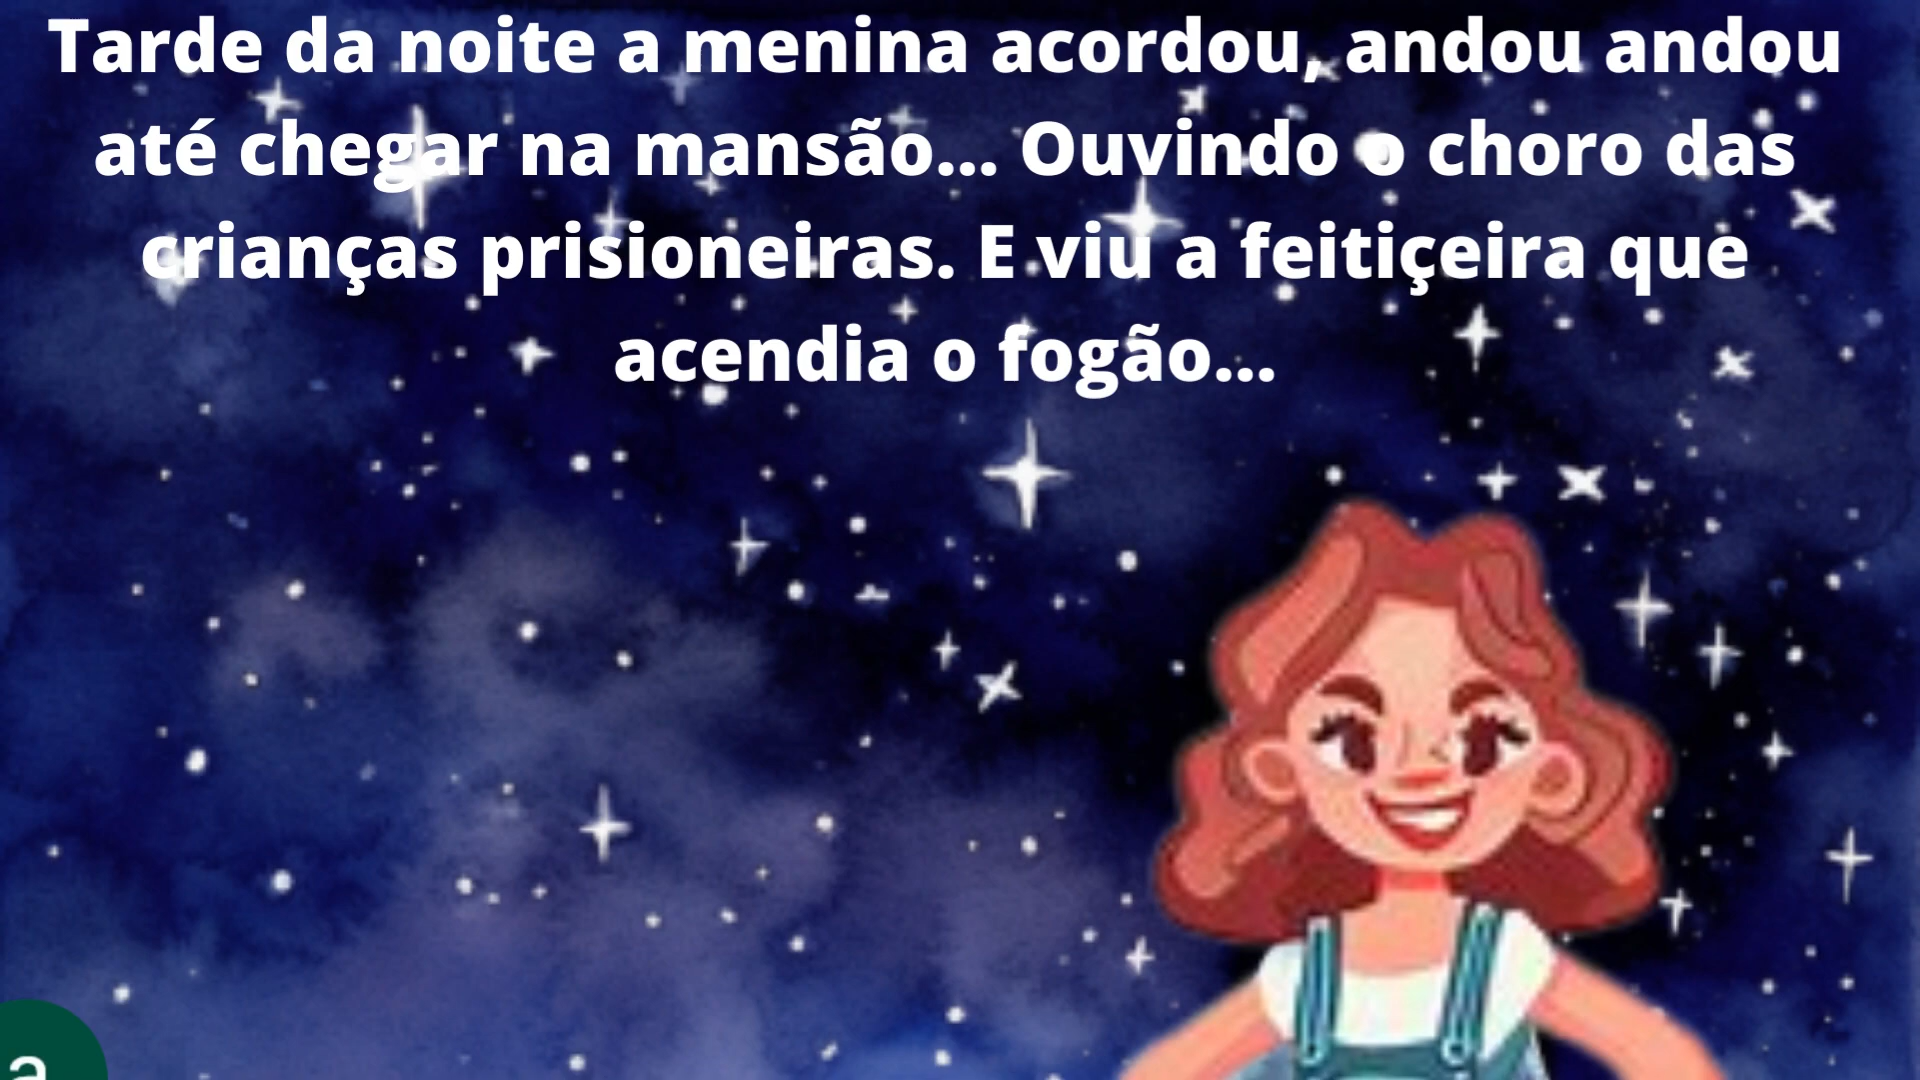 Tarde da noite a menina acordou, andou andou
até chegar na mansão... Ouvindo o choro das
crianças prisioneiras. E viu a feitiçeira que
acendia o fogão...
a